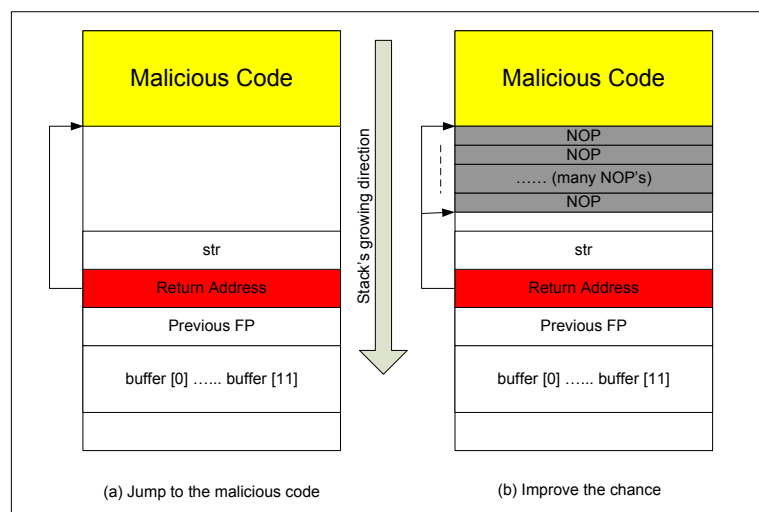 Malicious Code
str
Return Address
Previous FP
buffer [0] …... buffer [11]
(a) Jump to the malicious code
Stack's growing direction
Malicious Code
NOP
NOP
…… (many NOP's)
NOP
str
Return Address
Previous FP
buffer [0] …... buffer [11]
(b) Improve the chance